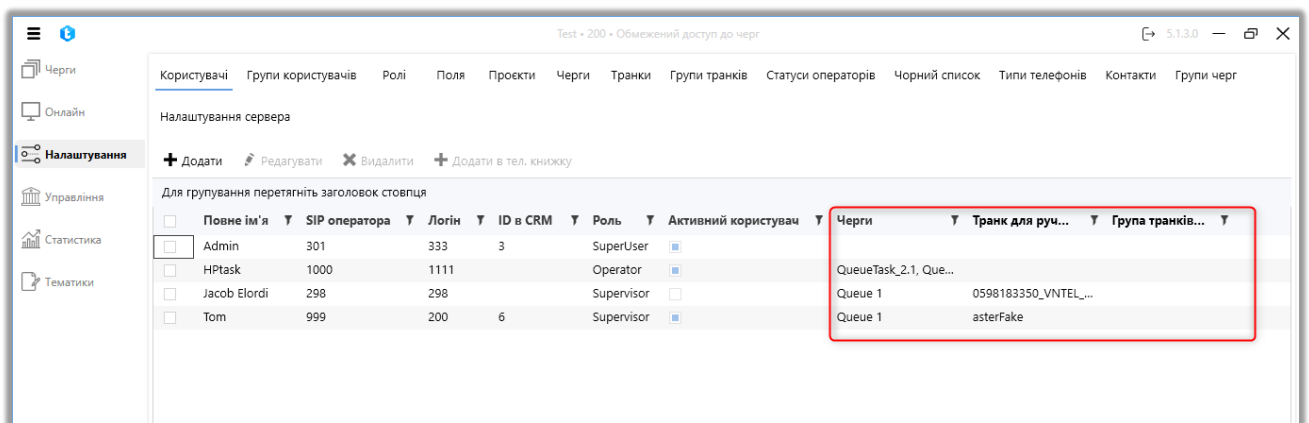 Test • 200 • Обмежений доступ до черг
5.1.3.0
Черги
Онлайн
Налаштування
Управління
Статистика
Тематики
Користувачі Групи користувачів Ролі Поля Проєкти Черги Транки Групи транків Статуси операторів Чорний список Типи телефонів Контакти Групи черг
Налаштування сервера
Додати Редагувати Видалити Додати в тел. книжку
Для групування перетягніть заголовок стовпця
Повне ім'я SIP оператора Логін ID в CRM Роль Активний користувач Черги Транк для руч... Група транків...
Admin 301 333 3 SuperUser
HPtask 1000 1111 Operator QueueTask_2.1, Que...
Jacob Elordi 298 298 Supervisor Queue 1 0598183350_VNTEL_...
Tom 999 200 6 Supervisor Queue 1 asterFake